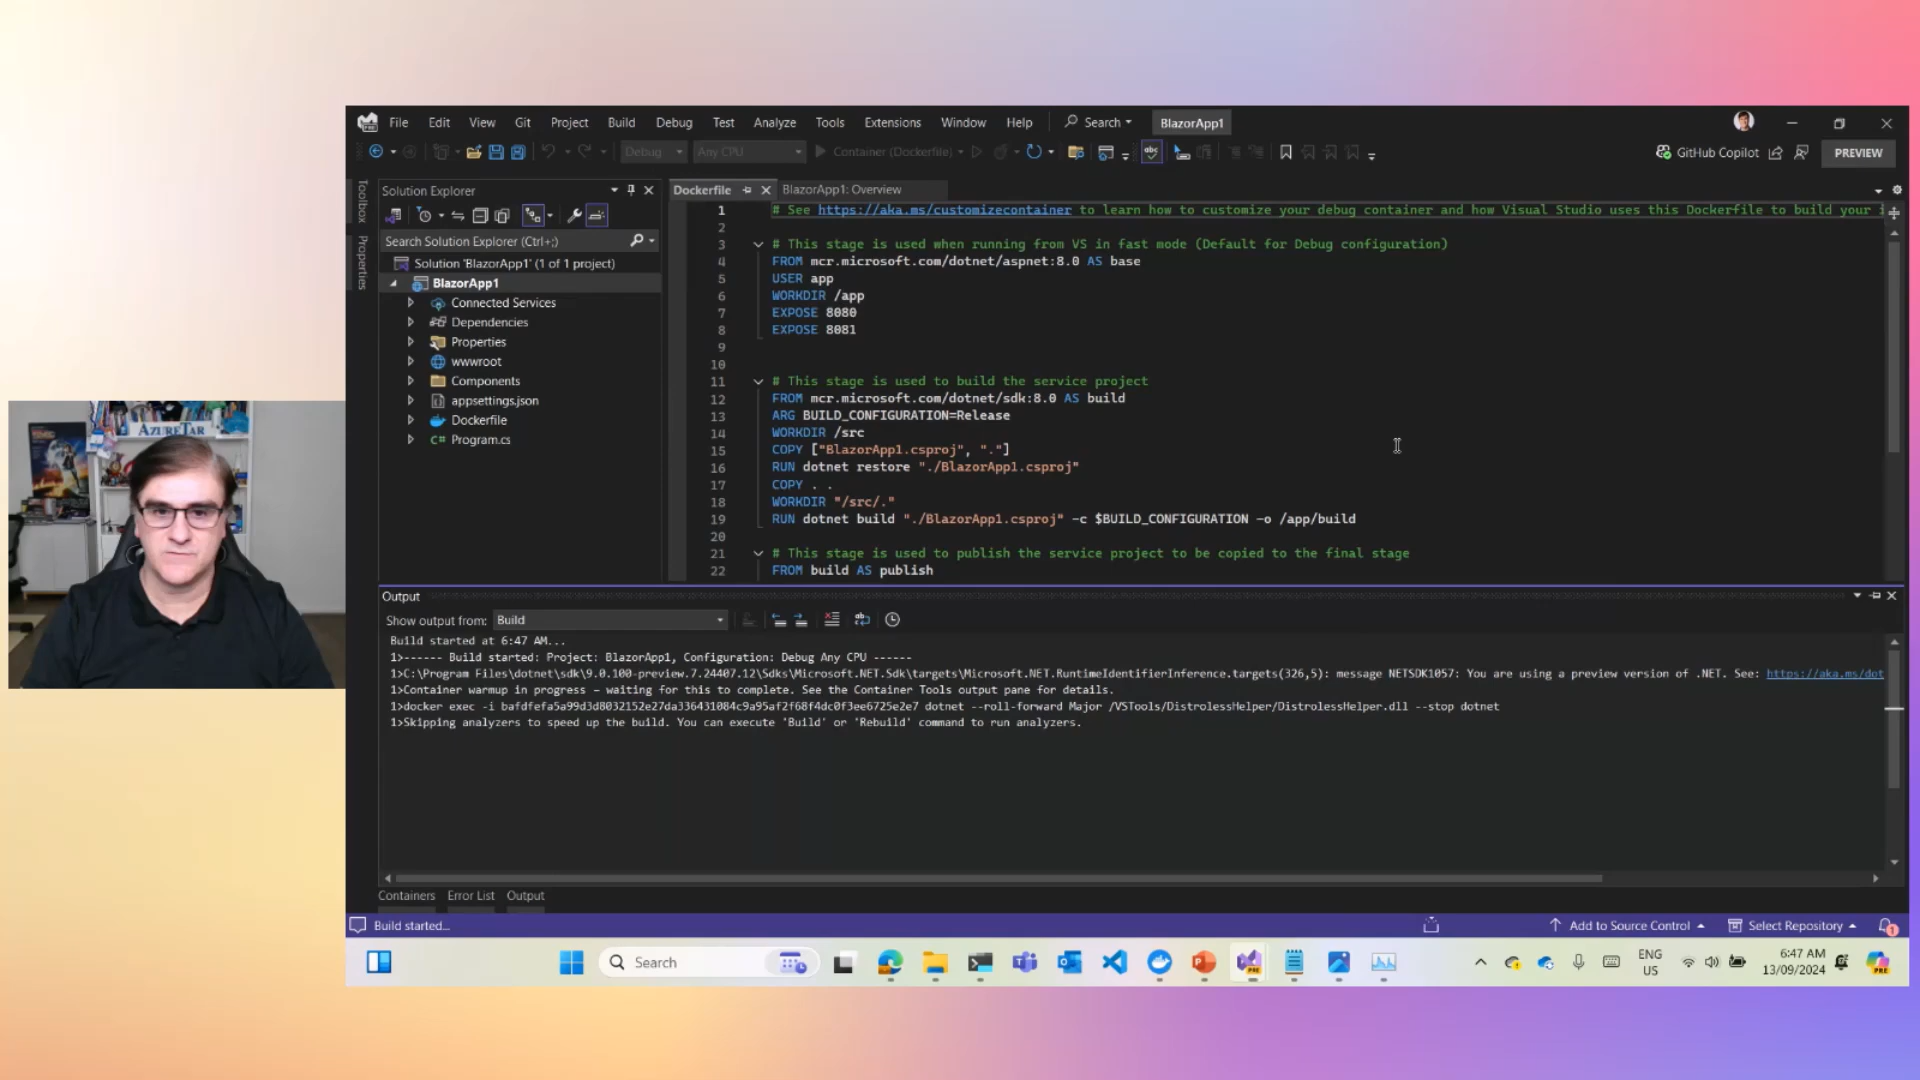 File Edit View Git Project Build Debug Test Analyze Tools Extensions Window Help Search BlazorApp1
Debug Any CPU Container (Dockerfile) GitHub Copilot PREVIEW
Toolbox
Properties
Solution Explorer
Search Solution Explorer (Ctrl+;)
Solution 'BlazorApp1' (1 of 1 project)
BlazorApp1
Connected Services
Dependencies
Properties
wwwroot
Components
appsettings.json
Dockerfile
C# Program.cs
Dockerfile BlazorApp1: Overview
1 # See https://aka.ms/customizecontainer to learn how to customize your debug container and how Visual Studio uses this Dockerfile to build your i
2
3 # This stage is used when running from VS in fast mode (Default for Debug configuration)
4 FROM mcr.microsoft.com/dotnet/aspnet:8.0 AS base
5 USER app
6 WORKDIR /app
7 EXPOSE 8080
8 EXPOSE 8081
9
10
11 # This stage is used to build the service project
12 FROM mcr.microsoft.com/dotnet/sdk:8.0 AS build
13 ARG BUILD_CONFIGURATION=Release
14 WORKDIR /src
15 COPY ["BlazorApp1.csproj", "."]
16 RUN dotnet restore "./BlazorApp1.csproj"
17 COPY . .
18 WORKDIR "/src/."
19 RUN dotnet build "./BlazorApp1.csproj" -c $BUILD_CONFIGURATION -o /app/build
20
21 # This stage is used to publish the service project to be copied to the final stage
22 FROM build AS publish
AZURETAR
Output
Show output from: Build
Build started at 6:47 AM...
1>------ Build started: Project: BlazorApp1, Configuration: Debug Any CPU ------
1>C:\Program Files\dotnet\sdk\9.0.100-preview.7.24407.12\Sdks\Microsoft.NET.Sdk\targets\Microsoft.NET.RuntimeIdentifierInference.targets(326,5): message NETSDK1057: You are using a preview version of .NET. See: https://aka.ms/dot
1>Container warmup in progress - waiting for this to complete. See the Container Tools output pane for details.
1>docker exec -i bafdfefa5a99d3d8032152e27da336431084c9a95af2f68f4dc0f3ee6725e2e7 dotnet --roll-forward Major /VSTools/DistrolessHelper/DistrolessHelper.dll --stop dotnet
1>Skipping analyzers to speed up the build. You can execute 'Build' or 'Rebuild' command to run analyzers.
Containers Error List Output
Build started... Add to Source Control Select Repository 1
Search ENG US 6:47 AM 13/09/2024